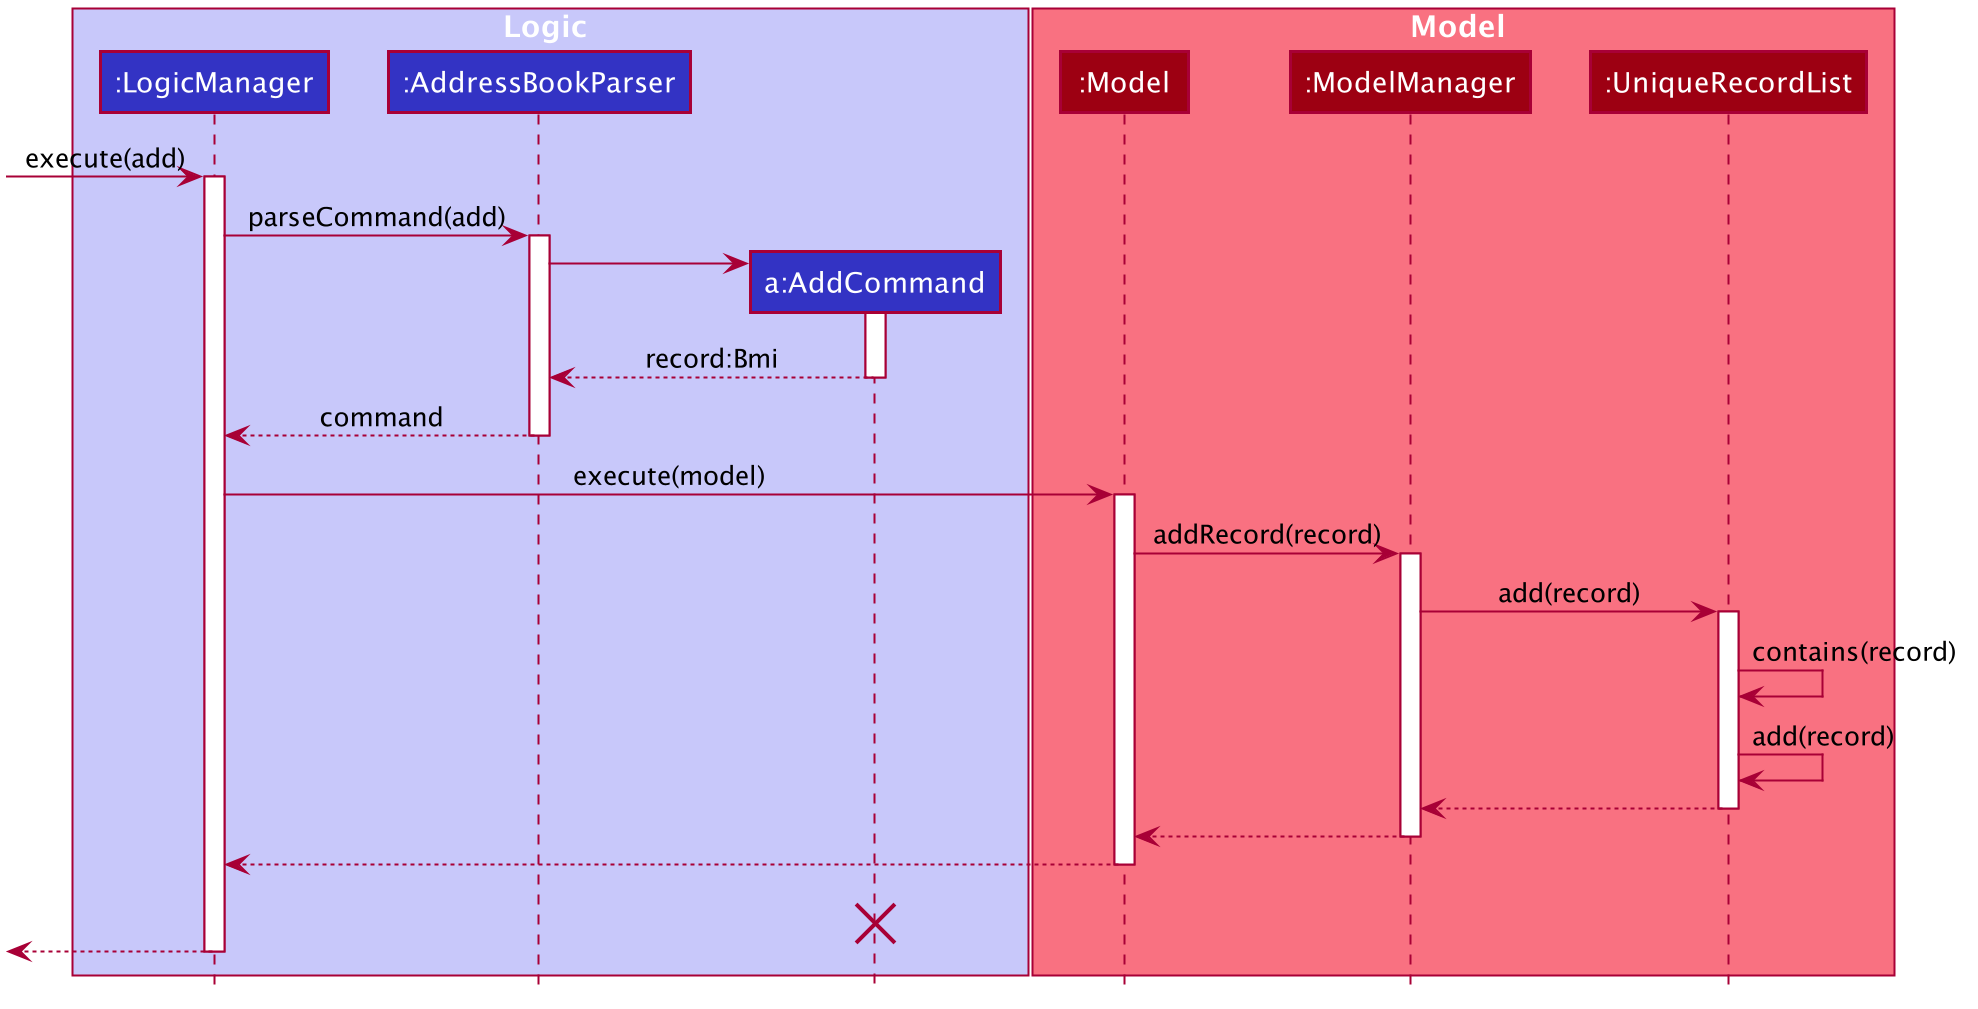 Logic
Model
:LogicManager
:AddressBookParser
:Model
:ModelManager
:UniqueRecordList
execute(add)
parseCommand(add)
a:AddCommand
record:Bmi
command
execute(model)
addRecord(record)
add(record)
contains(record)
add(record)